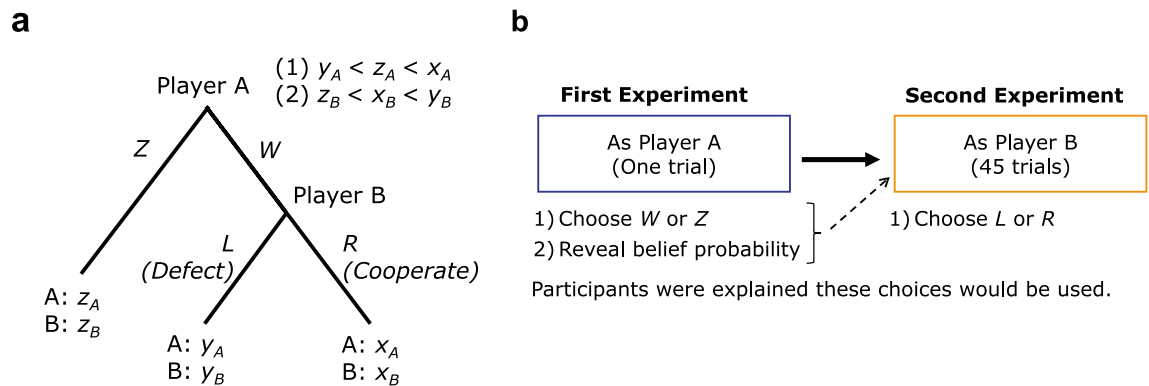 a
Player A
(1) y_A < z_A < x_A
(2) z_B < x_B < y_B
Z
W
Player B
L
(Defect)
R
(Cooperate)
A: z_A
B: z_B
A: y_A
B: y_B
A: x_A
B: x_B
b
First Experiment
As Player A
(One trial)
1) Choose W or Z
2) Reveal belief probability
Second Experiment
As Player B
(45 trials)
1) Choose L or R
Participants were explained these choices would be used.